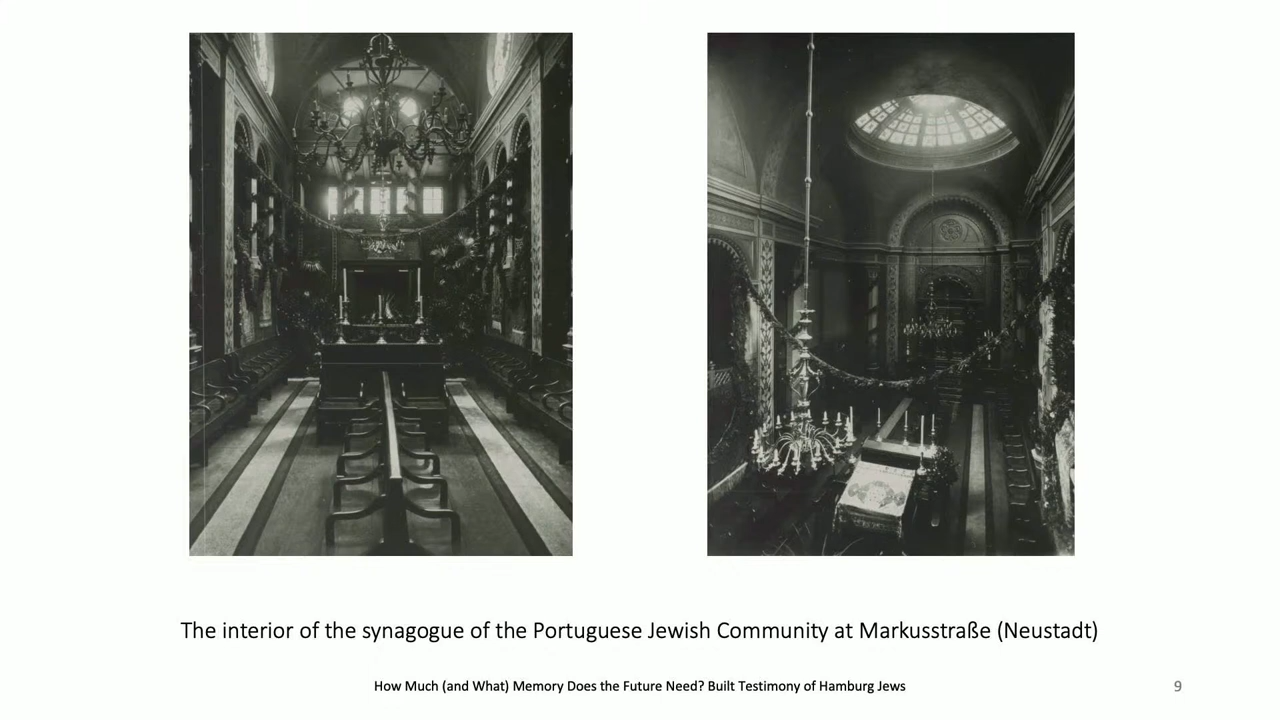 The interior of the synagogue of the Portuguese Jewish Community at Markusstraße (Neustadt)
How Much (and What) Memory Does the Future Need? Built Testimony of Hamburg Jews
9